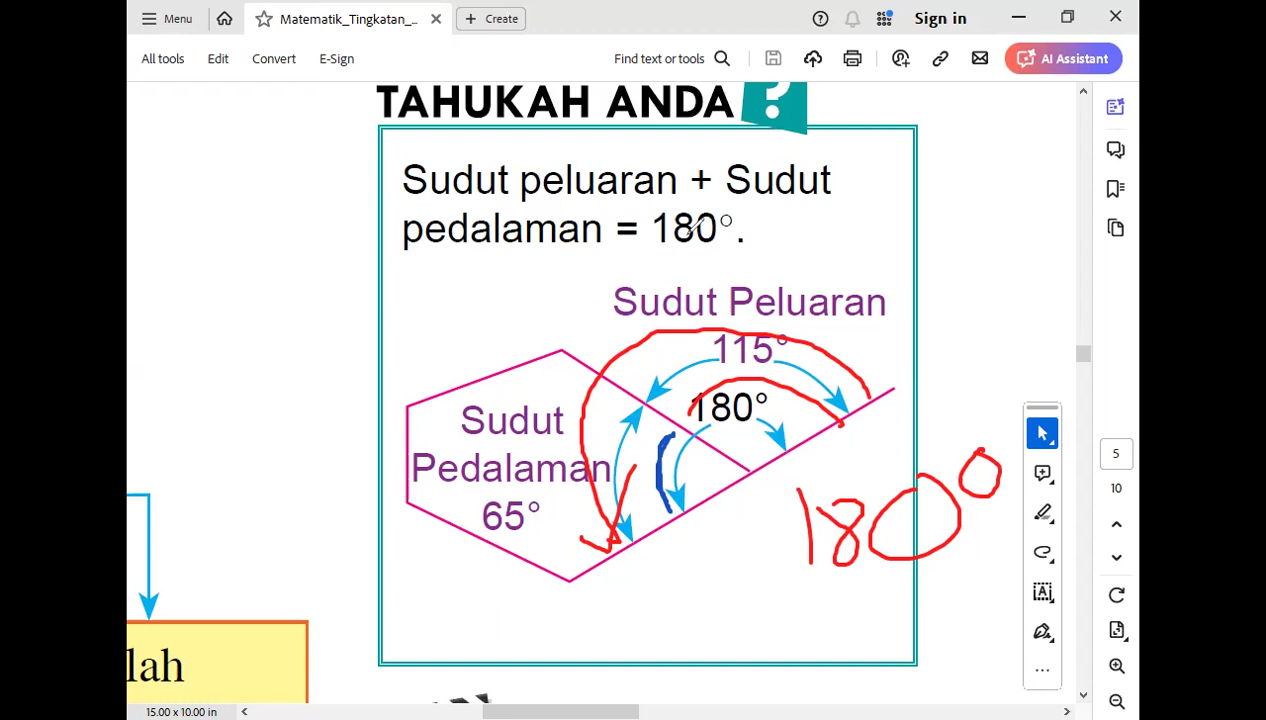 Menu
Matematik_Tingkatan_...
Create
Sign in
All tools
Edit
Convert
E-Sign
Find text or tools
AI Assistant
TAHUKAH ANDA ?
Sudut peluaran + Sudut
pedalaman = 180°.
Sudut Peluaran
115°
180°
Sudut
Pedalaman
65°
180°
5
10
lah
15.00 x 10.00 in